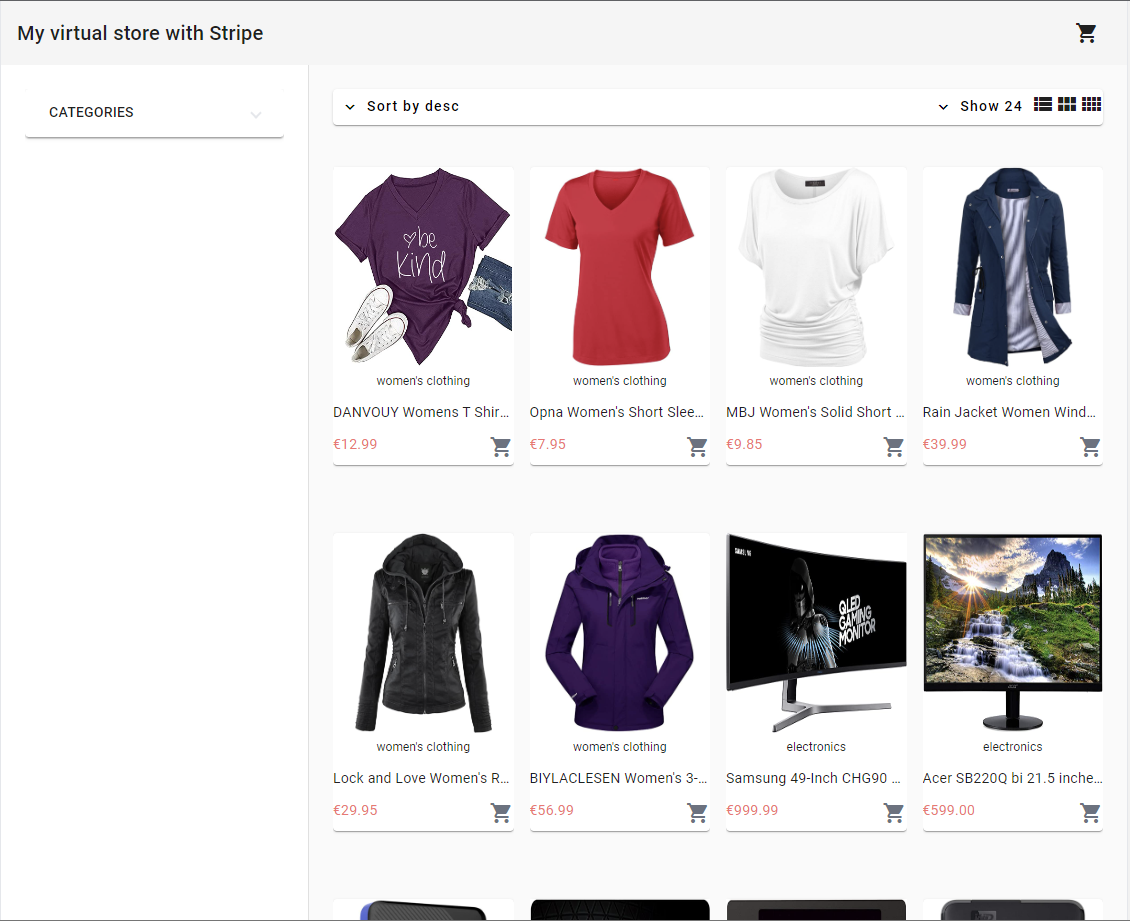 My virtual store with Stripe
CATEGORIES
Sort by desc
Show 24
be
kind
women's clothing
women's clothing
women's clothing
women's clothing
DANVOUY Womens T Shir...
Opna Women's Short Slee...
MBJ Women's Solid Short ...
Rain Jacket Women Wind...
€12.99
€7.95
€9.85
€39.99
SAMSUNG
QLED
GAMING
MONITOR
women's clothing
women's clothing
electronics
electronics
Lock and Love Women's R...
BIYLACLESEN Women's 3-...
Samsung 49-Inch CHG90 ...
Acer SB220Q bi 21.5 inche...
€29.95
€56.99
€999.99
€599.00